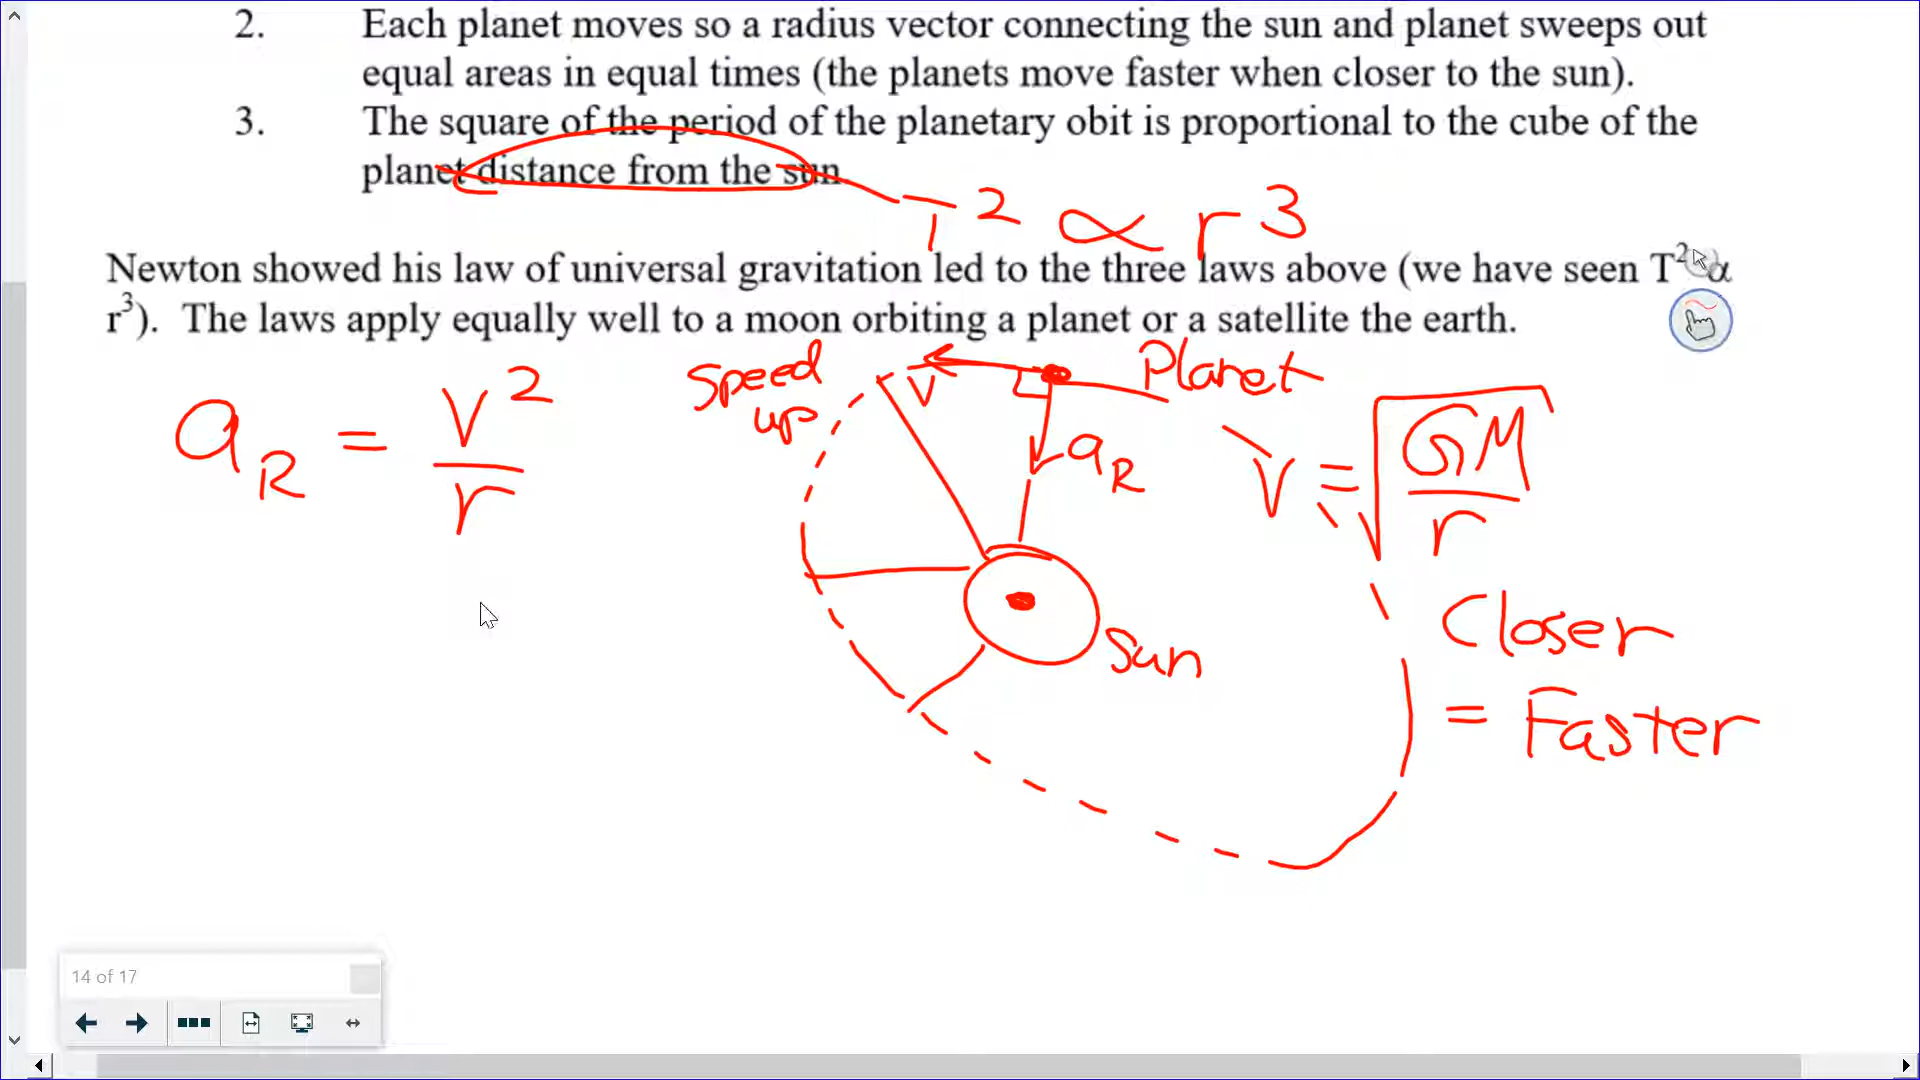 2. Each planet moves so a radius vector connecting the sun and planet sweeps out
equal areas in equal times (the planets move faster when closer to the sun).
3. The square of the period of the planetary obit is proportional to the cube of the
planet distance from the sun
T² ∝ r³
Newton showed his law of universal gravitation led to the three laws above (we have seen T² α
r³). The laws apply equally well to a moon orbiting a planet or a satellite the earth.
Speed
up
V
Planet
a_R = V²/r
a_R
V = √(GM/r)
Sun
Closer
= Faster
14 of 17